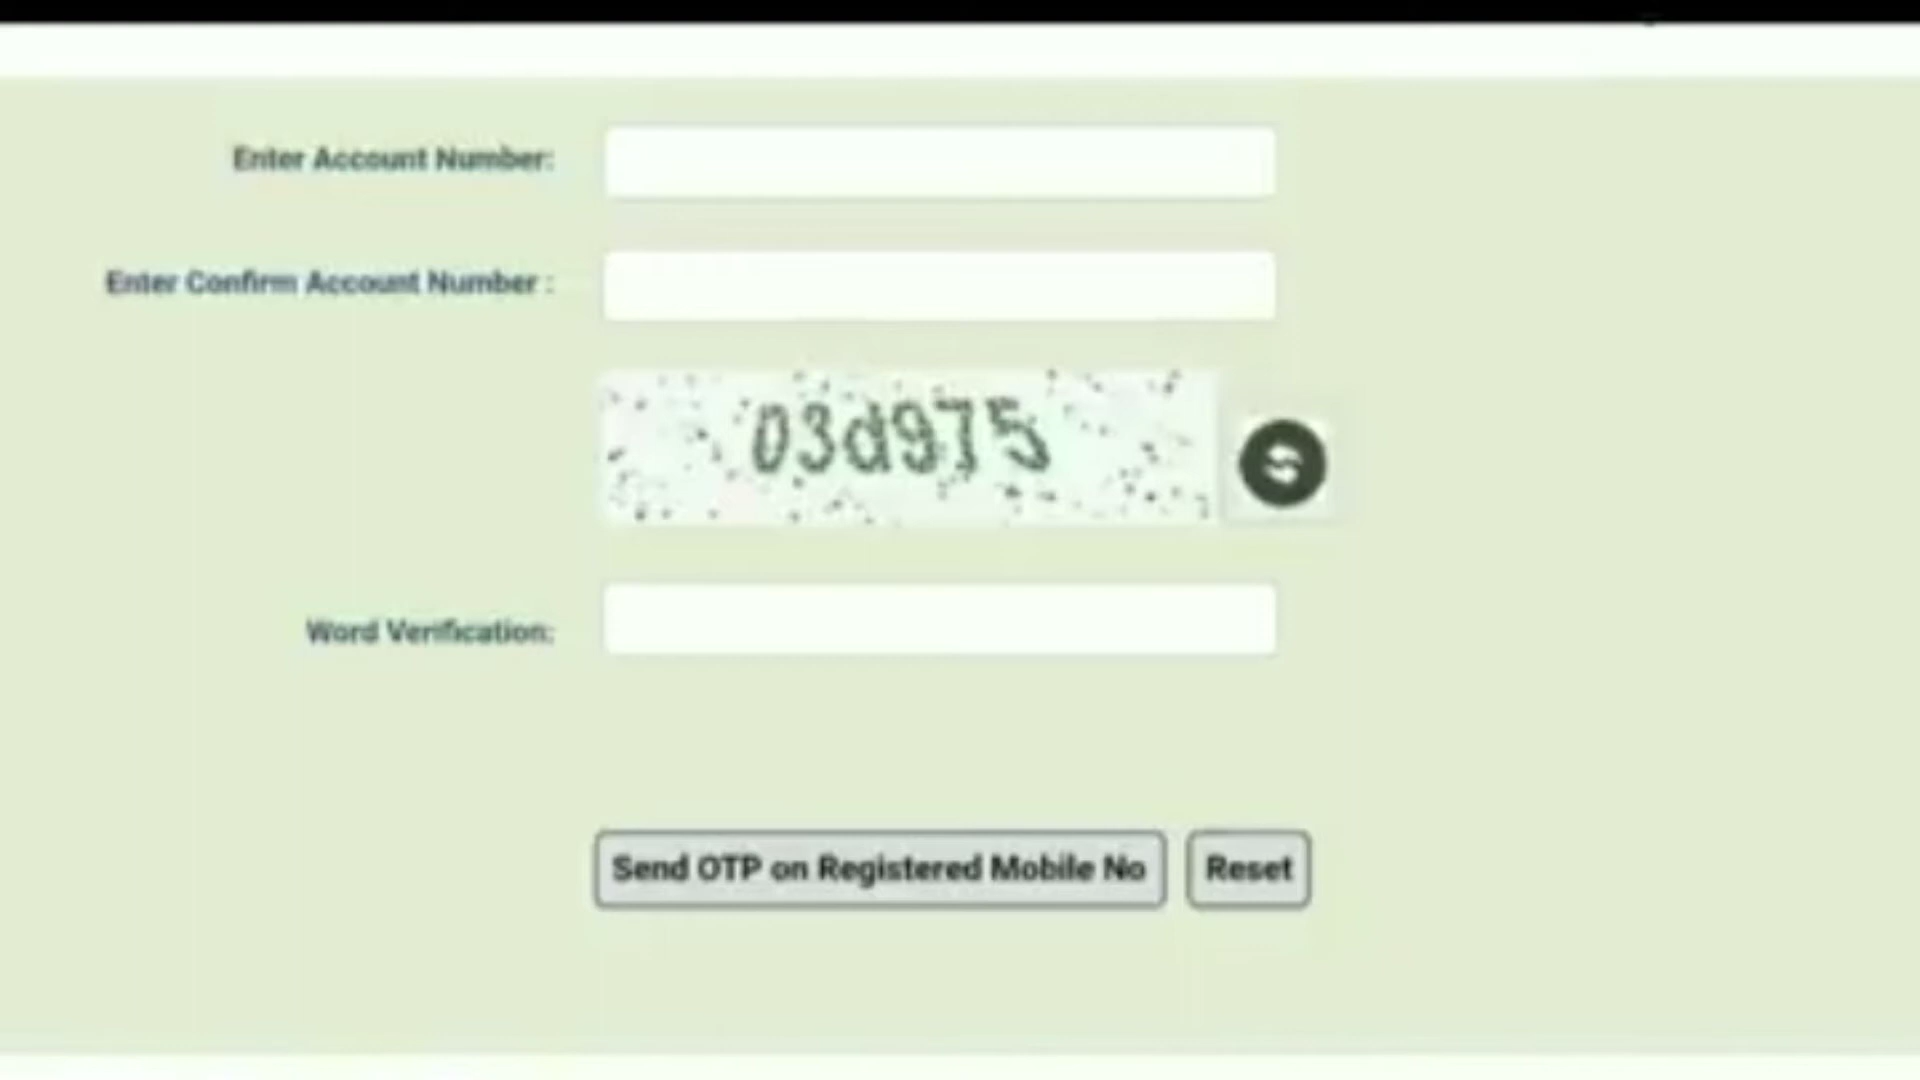 Enter Account Number:
Enter Confirm Account Number :
03d975
Word Verification:
Send OTP on Registered Mobile No
Reset